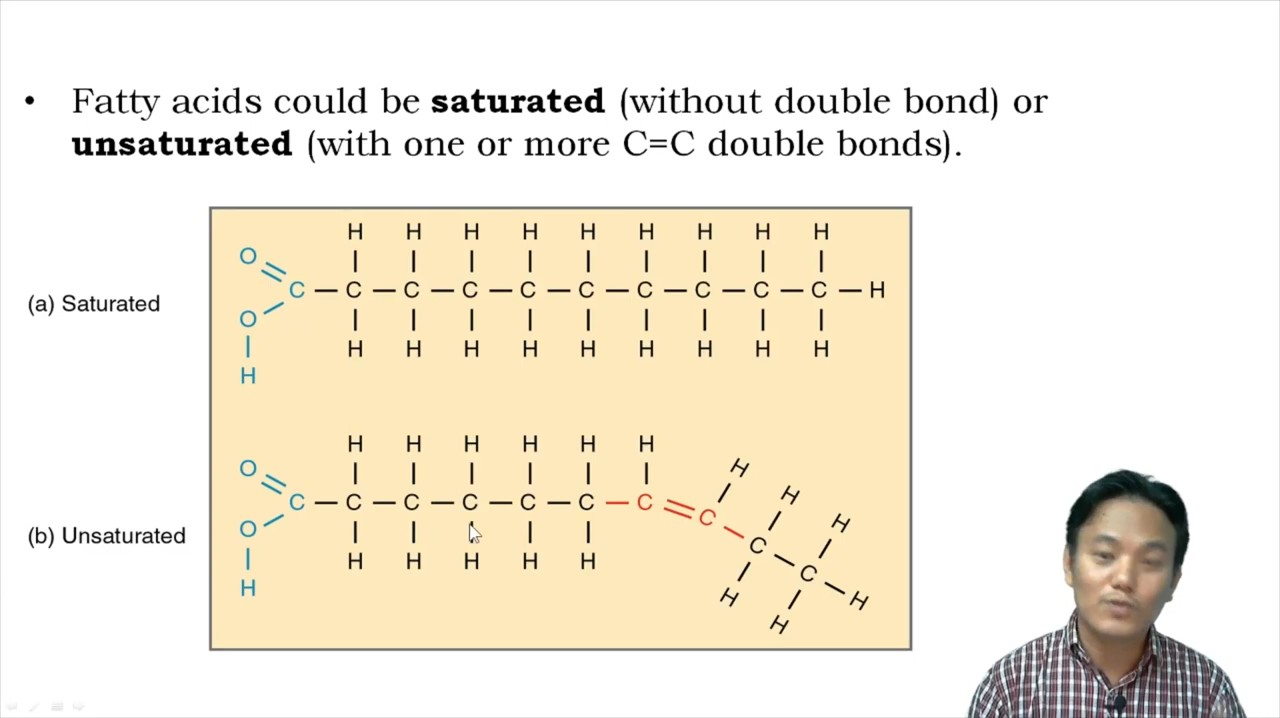 • Fatty acids could be saturated (without double bond) or
unsaturated (with one or more C=C double bonds).
H H H H H H H H H
O
C — C — C — C — C — C — C — C — C — C — H
(a) Saturated
O
H H H H H H H H H
H
H H H H H H
H
O
H
C — C — C — C — C — C — C = C
H
O
(b) Unsaturated
C
H H H H H
C
H
H
H
H